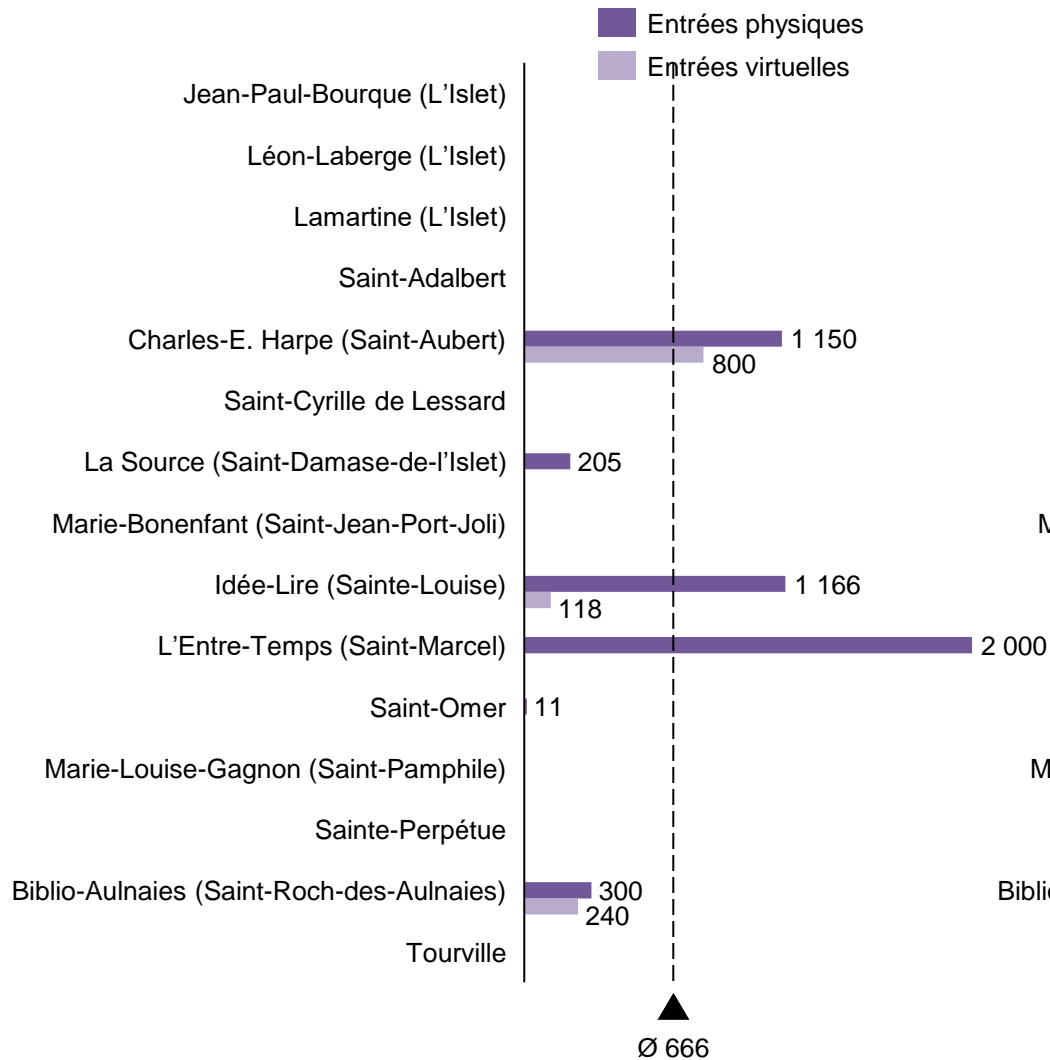 Entrées physiques
Entrées virtuelles
Jean-Paul-Bourque (L'Islet)
Léon-Laberge (L'Islet)
Lamartine (L'Islet)
Saint-Adalbert
Charles-E. Harpe (Saint-Aubert) 1 150
800
Saint-Cyrille de Lessard
La Source (Saint-Damase-de-l'Islet) 205
Marie-Bonenfant (Saint-Jean-Port-Joli) M
Idée-Lire (Sainte-Louise) 1 166
118
L'Entre-Temps (Saint-Marcel) 2 000
Saint-Omer 11
Marie-Louise-Gagnon (Saint-Pamphile) M
Sainte-Perpétue
Biblio-Aulnaies (Saint-Roch-des-Aulnaies) 300 Biblio
240
Tourville
Ø 666